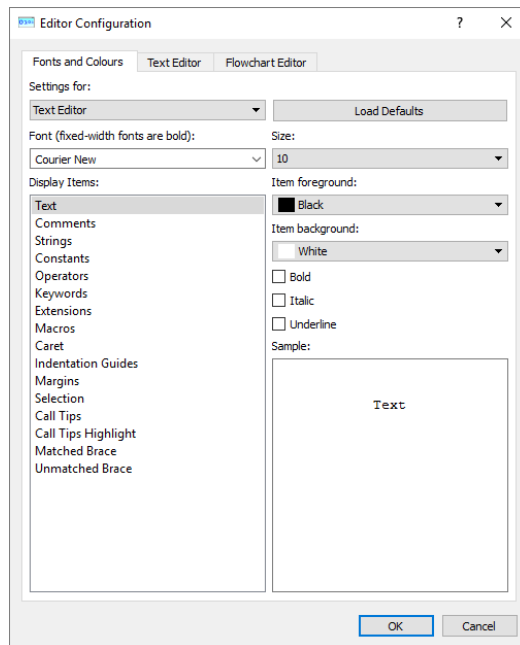 Editor Configuration
?
Fonts and Colours
Text Editor
Flowchart Editor
Settings for:
Text Editor
Load Defaults
Font (fixed-width fonts are bold):
Size:
Courier New
10
Display Items:
Item foreground:
Text
Black
Comments
Item background:
Strings
White
Constants
Operators
Bold
Keywords
Italic
Extensions
Underline
Macros
Sample:
Caret
Indentation Guides
Margins
Selection
Text
Call Tips
Call Tips Highlight
Matched Brace
Unmatched Brace
OK
Cancel